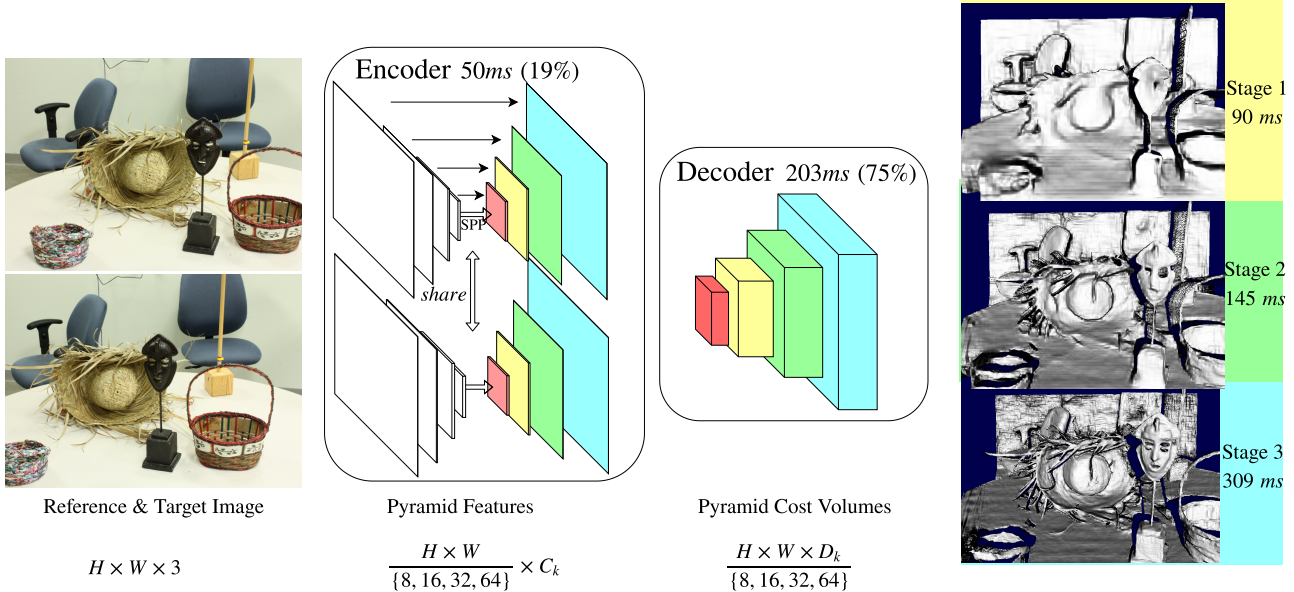 Encoder 50ms (19%)
SPP
share
Decoder 203ms (75%)
Stage 1
90 ms
Stage 2
145 ms
Stage 3
309 ms
Reference & Target Image
Pyramid Features
Pyramid Cost Volumes
H × W × 3
H × W
{8, 16, 32, 64}
× C_k
H × W × D_k
{8, 16, 32, 64}